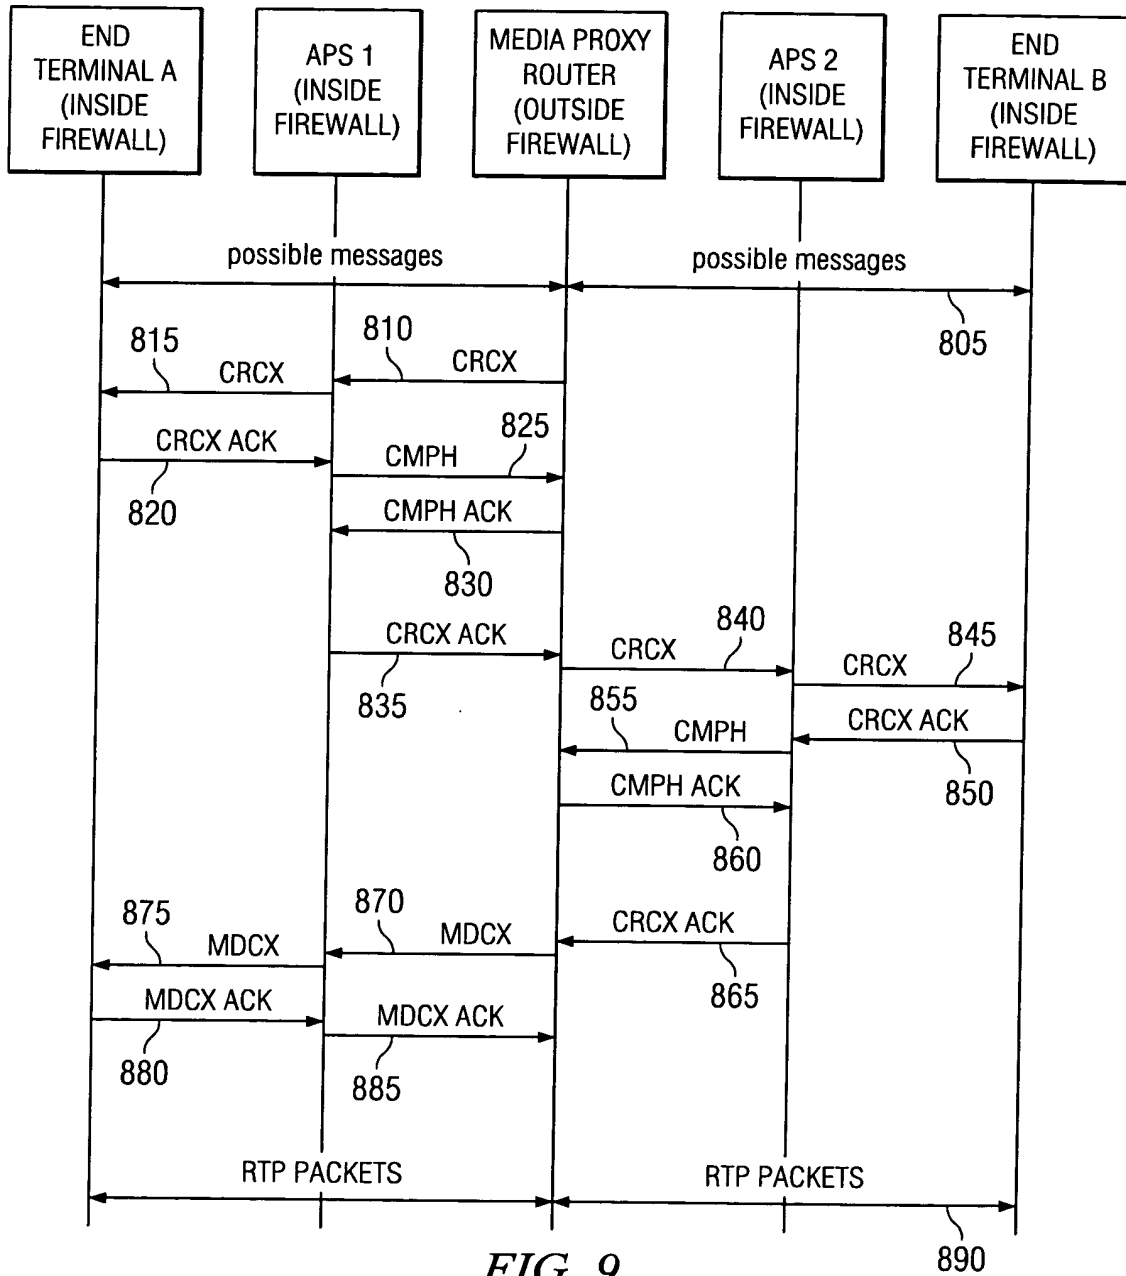 END
TERMINAL A
(INSIDE
FIREWALL)
APS 1
(INSIDE
FIREWALL)
MEDIA PROXY
ROUTER
(OUTSIDE
FIREWALL)
APS 2
(INSIDE
FIREWALL)
END
TERMINAL B
(INSIDE
FIREWALL)
possible messages
possible messages
805
815
810
CRCX
CRCX
CRCX ACK
825
CMPH
820
CMPH ACK
830
CRCX ACK
835
840
CRCX
845
CRCX
855
CMPH
CRCX ACK
850
CMPH ACK
860
875
870
MDCX
MDCX
CRCX ACK
865
MDCX ACK
880
MDCX ACK
885
RTP PACKETS
RTP PACKETS
890
FIG. 9